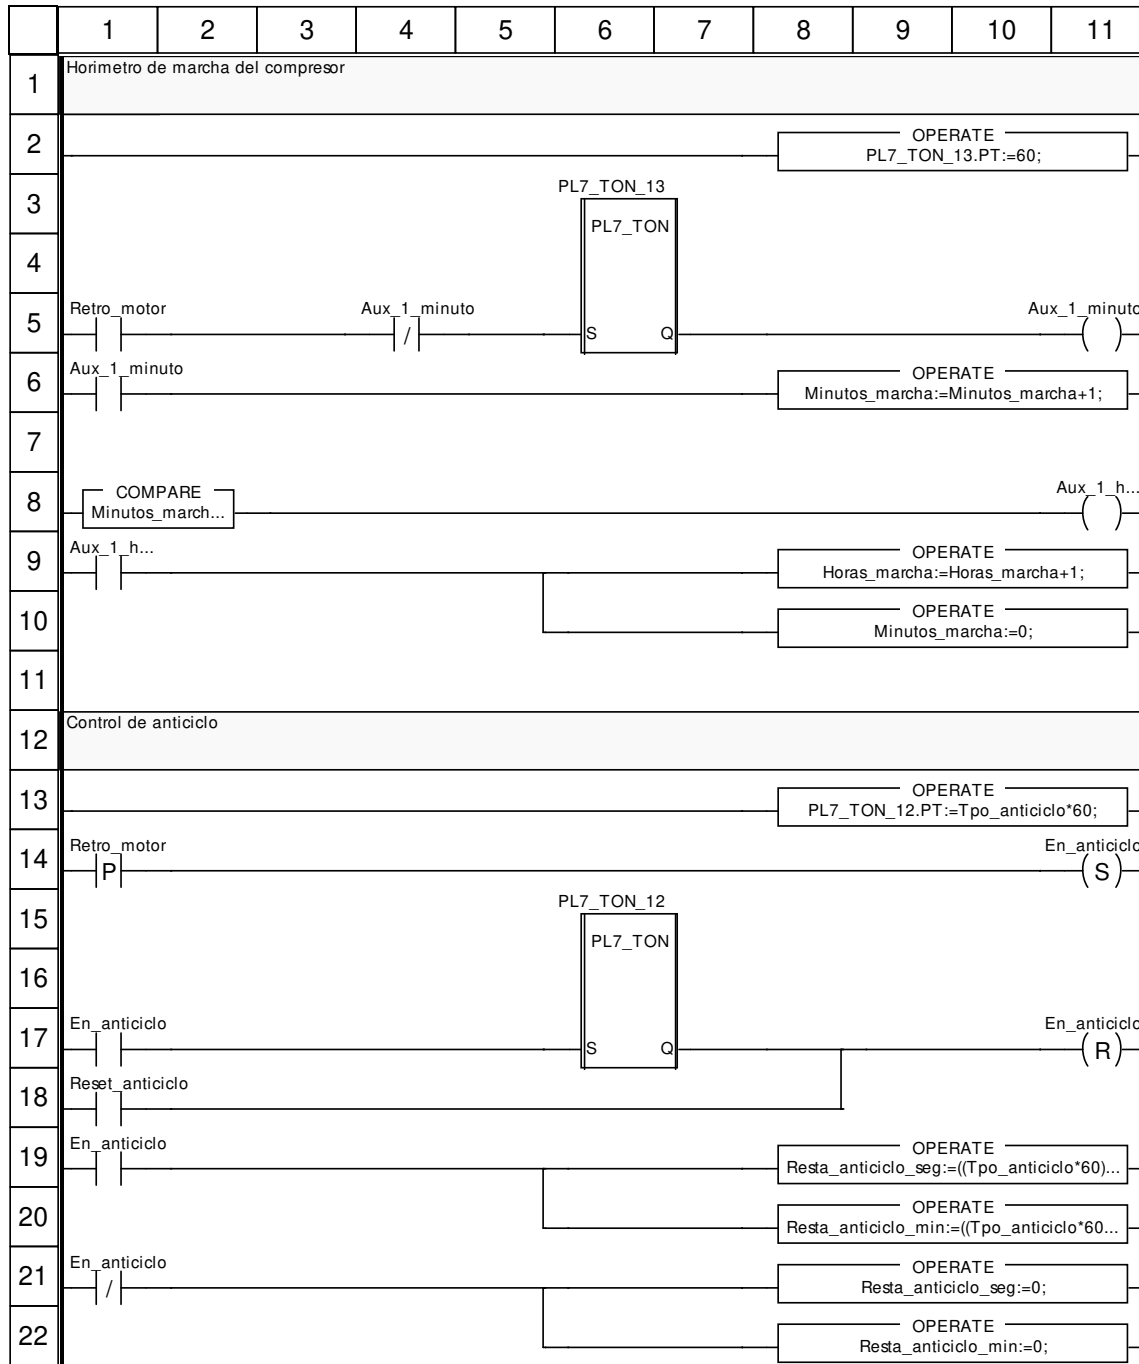 1 2 3 4 5 6 7 8 9 10 11
1
Horimetro de marcha del compresor
2
OPERATE
PL7_TON_13.PT:=60;
3
PL7_TON_13
PL7_TON
4
5
Retro_motor Aux_1_minuto Aux_1_minuto
/ S Q ( )
6
Aux_1_minuto OPERATE
Minutos_marcha:=Minutos_marcha+1;
7
8
COMPARE Aux_1_h...
Minutos_march... ( )
9
Aux_1_h... OPERATE
Horas_marcha:=Horas_marcha+1;
10
OPERATE
Minutos_marcha:=0;
11
12
Control de anticiclo
13
OPERATE
PL7_TON_12.PT:=Tpo_anticiclo*60;
14
Retro_motor En_anticiclo
P (S)
15
PL7_TON_12
PL7_TON
16
17
En_anticiclo En_anticiclo
S Q (R)
18
Reset_anticiclo
19
En_anticiclo OPERATE
Resta_anticiclo_seg:=((Tpo_anticiclo*60)...
20
OPERATE
Resta_anticiclo_min:=((Tpo_anticiclo*60...
21
En_anticiclo OPERATE
/ Resta_anticiclo_seg:=0;
22
OPERATE
Resta_anticiclo_min:=0;